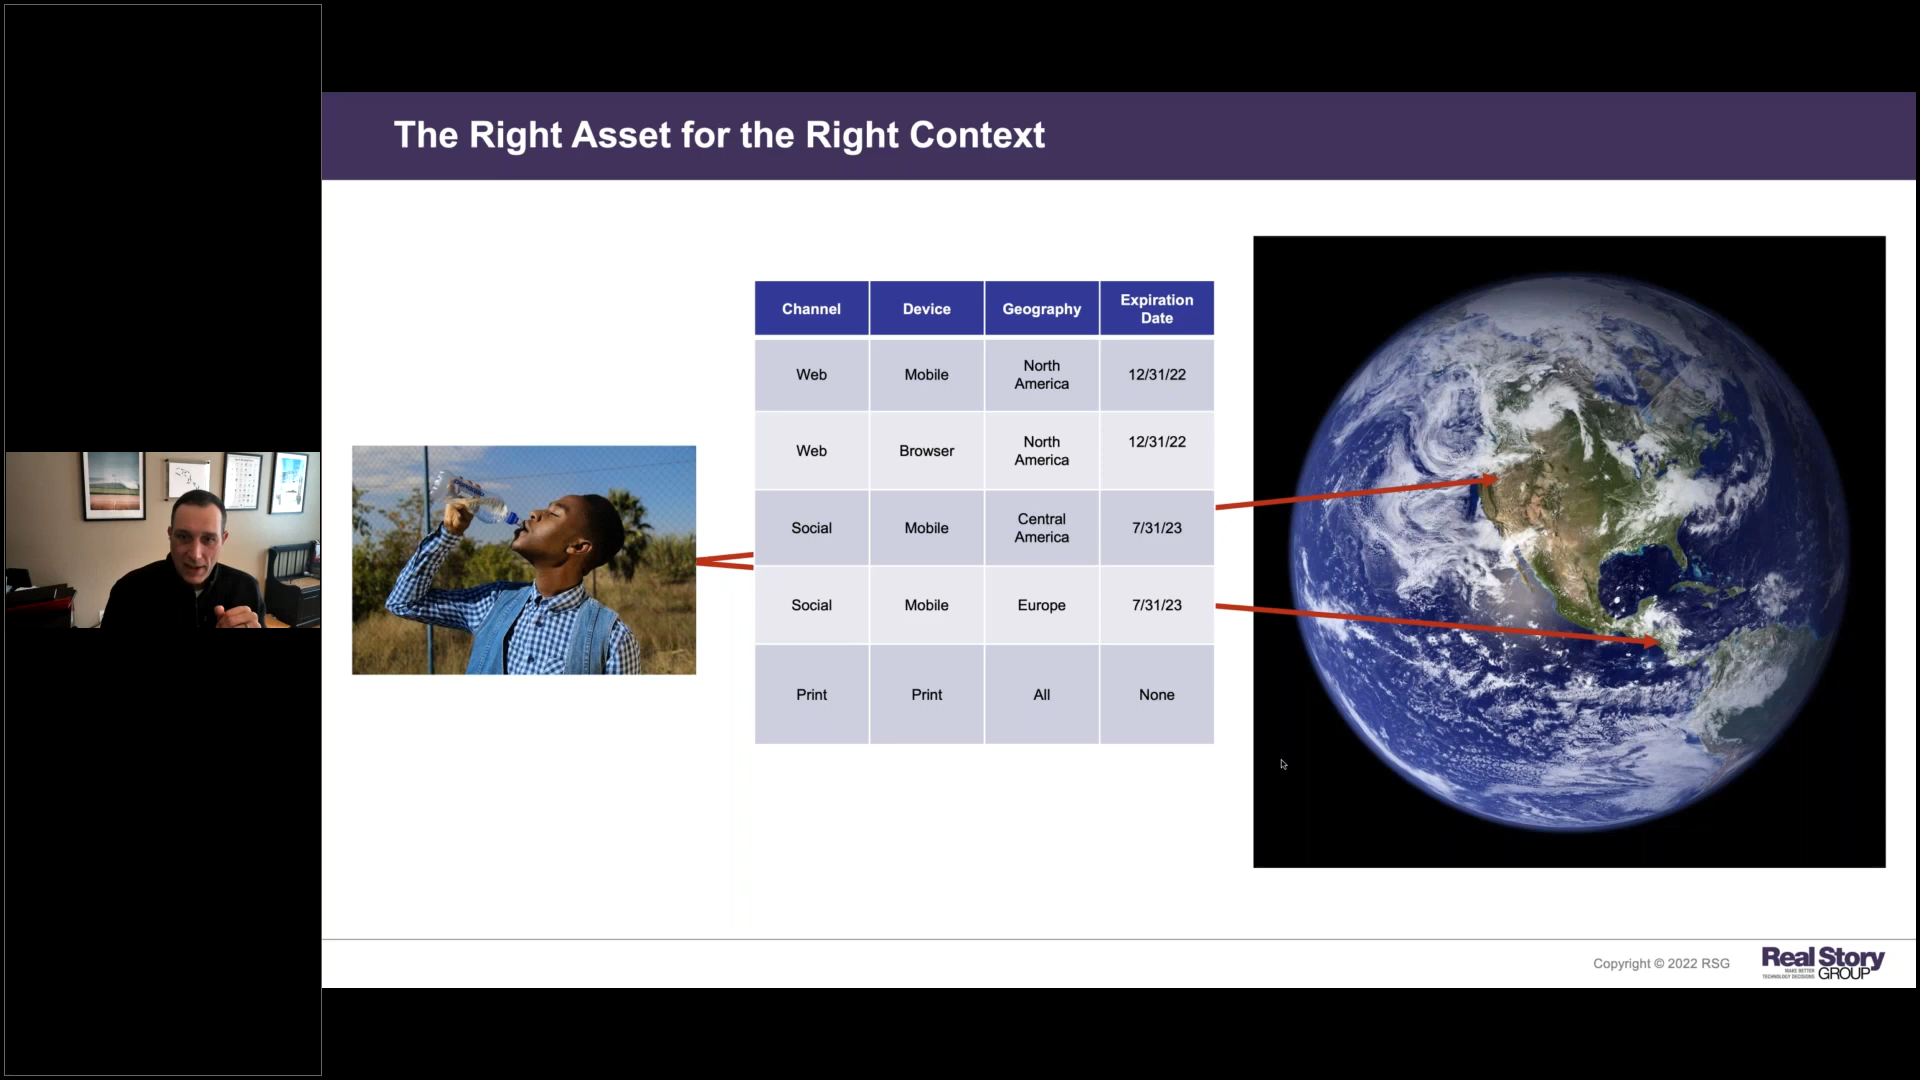 The Right Asset for the Right Context
Channel Device Geography Expiration Date
Web Mobile North America 12/31/22
Web Browser North America 12/31/22
Social Mobile Central America 7/31/23
Social Mobile Europe 7/31/23
Print Print All None
Copyright © 2022 RSG
Real Story
MAKE BETTER
TECHNOLOGY DECISIONS
GROUP